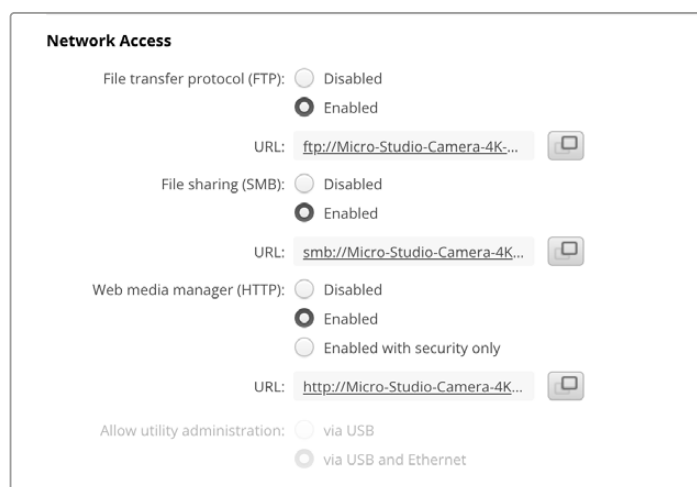 Network Access
File transfer protocol (FTP): Disabled
Enabled
URL: ftp://Micro-Studio-Camera-4K-...
File sharing (SMB): Disabled
Enabled
URL: smb://Micro-Studio-Camera-4K...
Web media manager (HTTP): Disabled
Enabled
Enabled with security only
URL: http://Micro-Studio-Camera-4K...
Allow utility administration: via USB
via USB and Ethernet